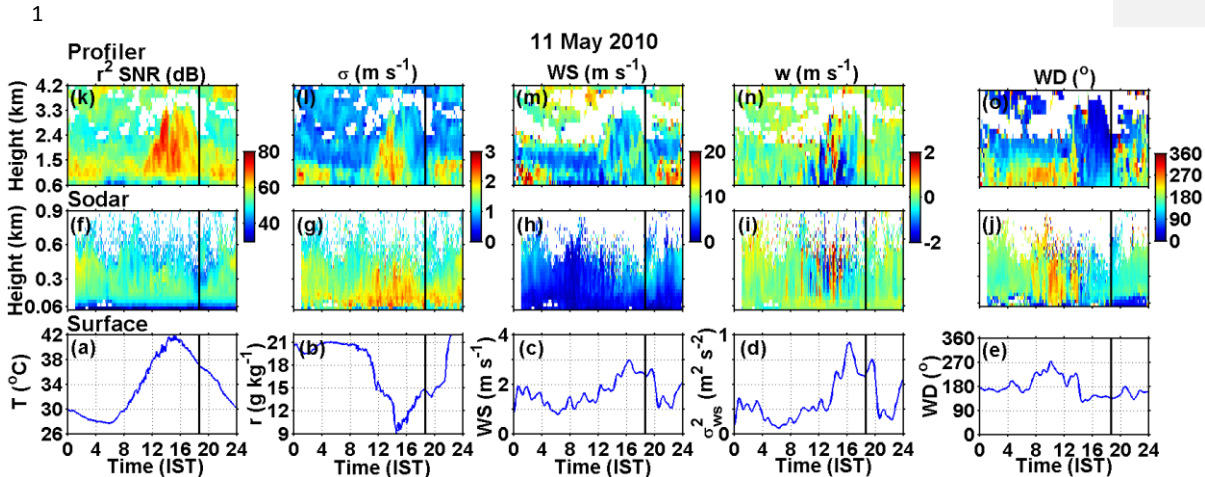 1
11 May 2010
Profiler
r² SNR (dB) σ (m s⁻¹) WS (m s⁻¹) w (m s⁻¹) WD (°)
(k) (l) (m) (n) (o)
Height (km)
4.2
3.3
2.4
1.5
0.6
80 60 40
3 2 1 0
20 10 0
2 0 -2
360 270 180 90 0
Sodar
(f) (g) (h) (i) (j)
Height (km)
0.9
0.6
0.3
0.06
Surface
(a) (b) (c) (d) (e)
T (°C)
42
38
34
30
26
r (g kg⁻¹)
21
18
15
12
9
WS (m s⁻¹)
4
2
0
σ²ws (m² s⁻²)
1
0.5
0
WD (°)
360
270
180
90
0
0 4 8 12 16 20 24 0 4 8 12 16 20 24 0 4 8 12 16 20 24 0 4 8 12 16 20 24 0 4 8 12 16 20 24
Time (IST) Time (IST) Time (IST) Time (IST) Time (IST)